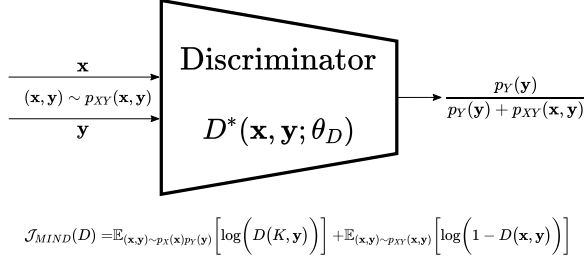 x
(x, y) ∼ p_{XY}(x, y)
y
Discriminator
D*(x, y; θ_D)
p_Y(y)
p_Y(y) + p_{XY}(x, y)
𝒥_{MIND}(D) = 𝔼_{(x,y)∼p_X(x)p_Y(y)}[log(D(K, y))] + 𝔼_{(x,y)∼p_{XY}(x,y)}[log(1 − D(x, y))]